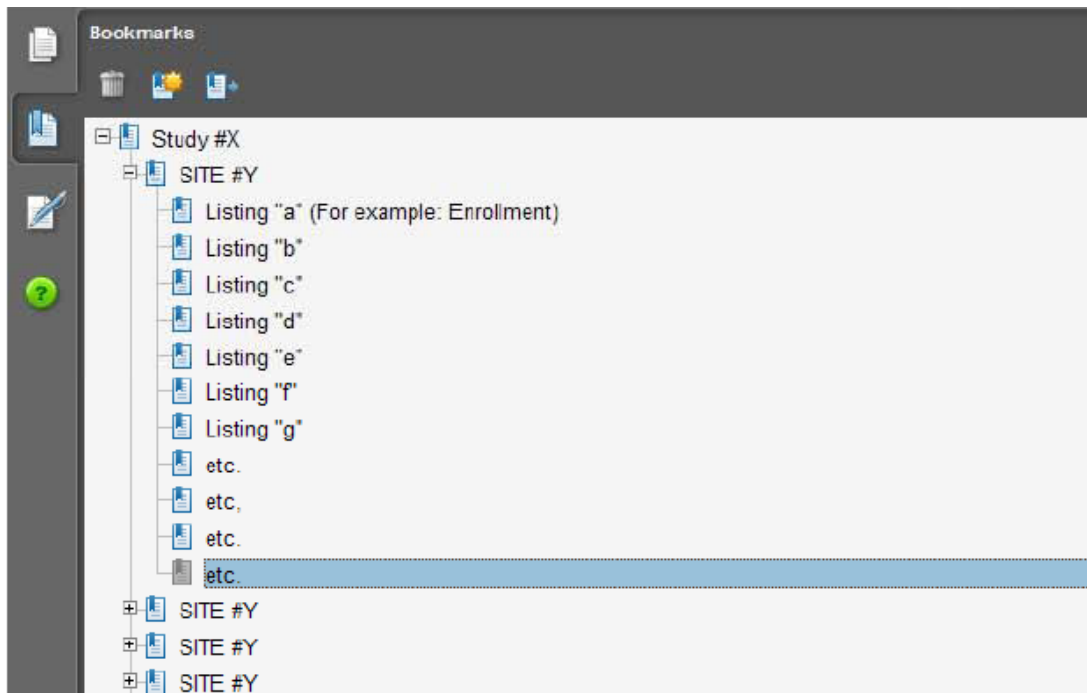 Bookmarks
Study #X
SITE #Y
Listing "a" (For example: Enrollment)
Listing "b"
Listing "c"
Listing "d"
Listing "e"
Listing "f"
Listing "g"
etc.
etc,
etc.
etc.
SITE #Y
SITE #Y
SITE #Y